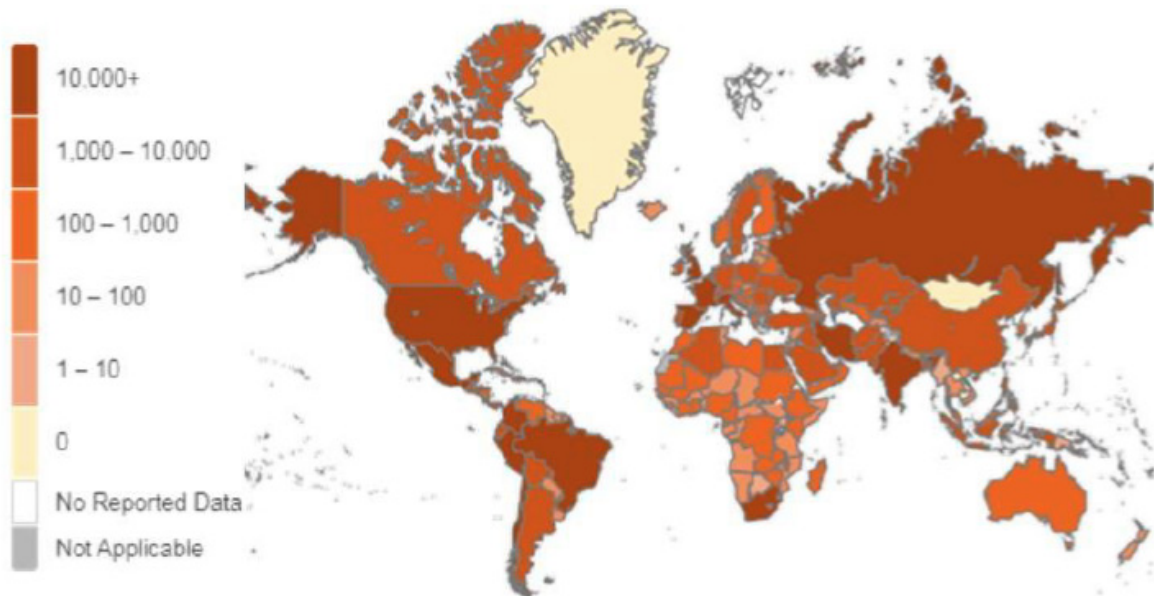 10.000+
1,000 – 10.000
100 – 1,000
10 – 100
1 – 10
0
No Reported Data
Not Applicable